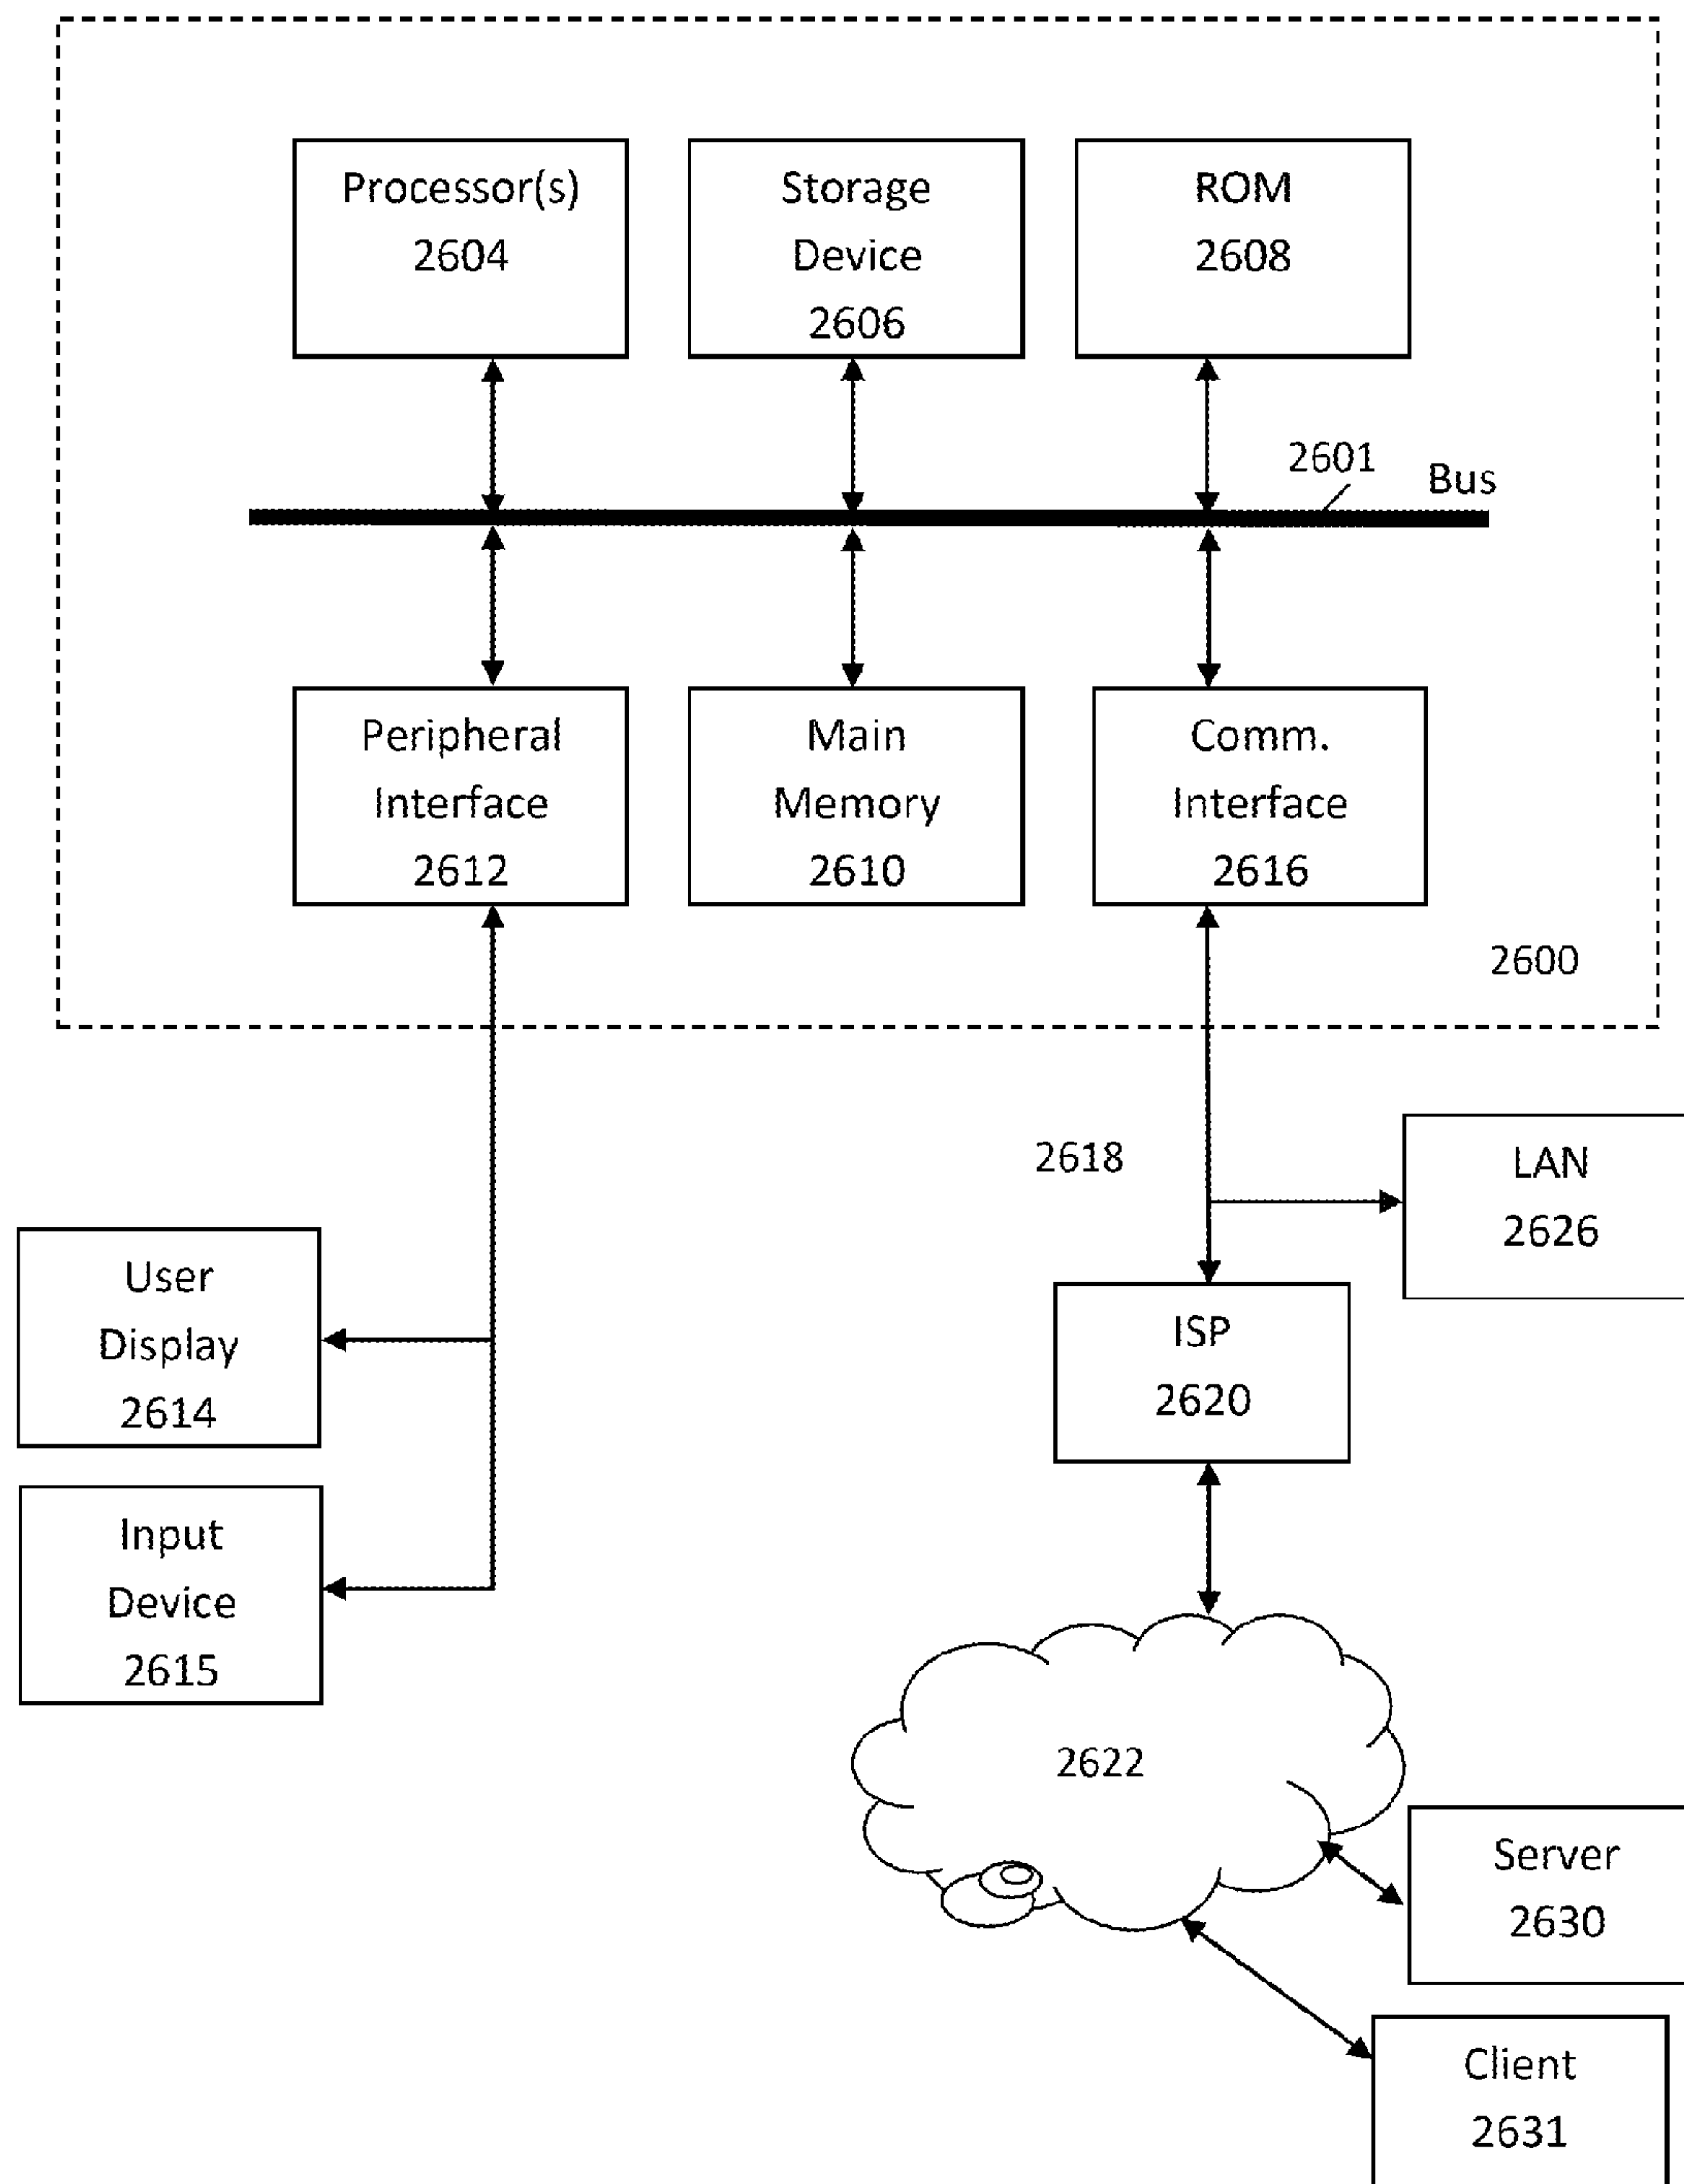 Processor(s)
2604
Storage
Device
2606
ROM
2608
2601
Bus
Peripheral
Interface
2612
Main
Memory
2610
Comm.
Interface
2616
2600
2618
LAN
2626
User
Display
2614
ISP
2620
Input
Device
2615
2622
Server
2630
Client
2631